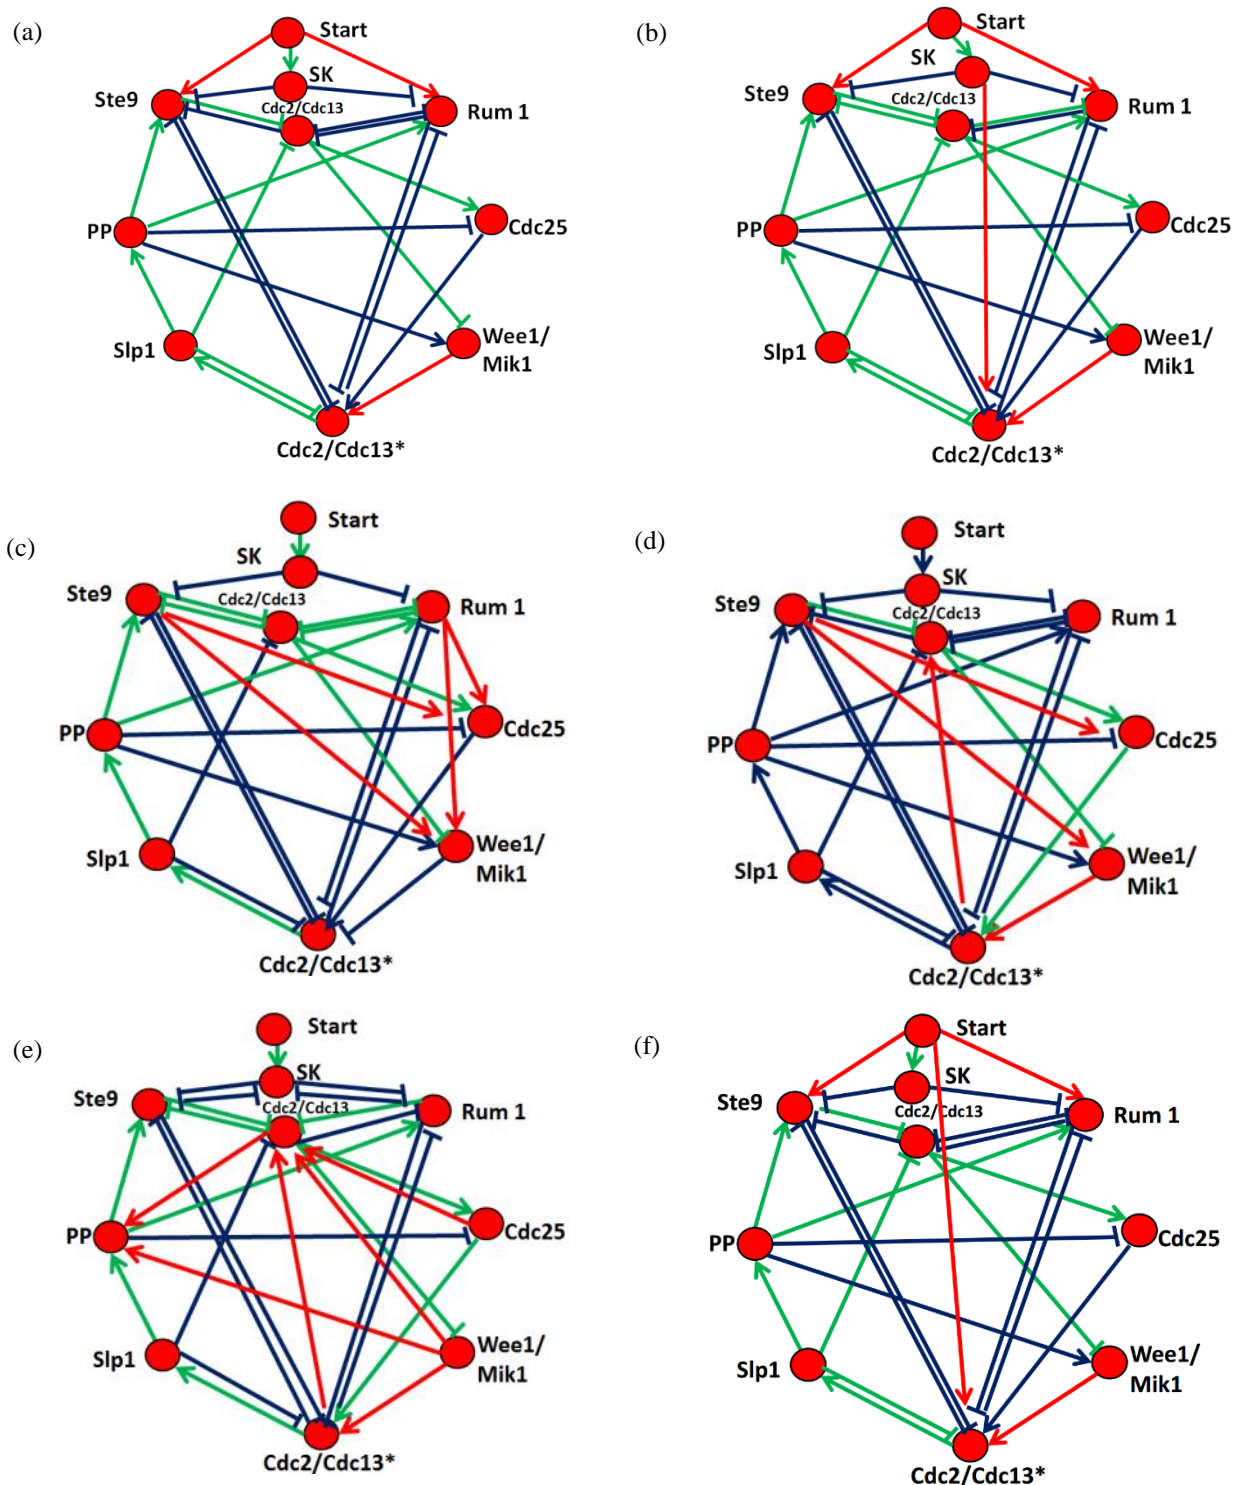 (a)
Start
SK
Ste9
Cdc2/Cdc13
Rum 1
PP
Cdc25
Slp1
Wee1/
Mik1
Cdc2/Cdc13*
(b)
Start
SK
Ste9
Cdc2/Cdc13
Rum 1
PP
Cdc25
Slp1
Wee1/
Mik1
Cdc2/Cdc13*
(c)
Start
SK
Ste9
Cdc2/Cdc13
Rum 1
PP
Cdc25
Slp1
Wee1/
Mik1
Cdc2/Cdc13*
(d)
Start
SK
Ste9
Cdc2/Cdc13
Rum 1
PP
Cdc25
Slp1
Wee1/
Mik1
Cdc2/Cdc13*
(e)
Start
SK
Ste9
Cdc2/Cdc13
Rum 1
PP
Cdc25
Slp1
Wee1/
Mik1
Cdc2/Cdc13*
(f)
Start
SK
Ste9
Cdc2/Cdc13
Rum 1
PP
Cdc25
Slp1
Wee1/
Mik1
Cdc2/Cdc13*